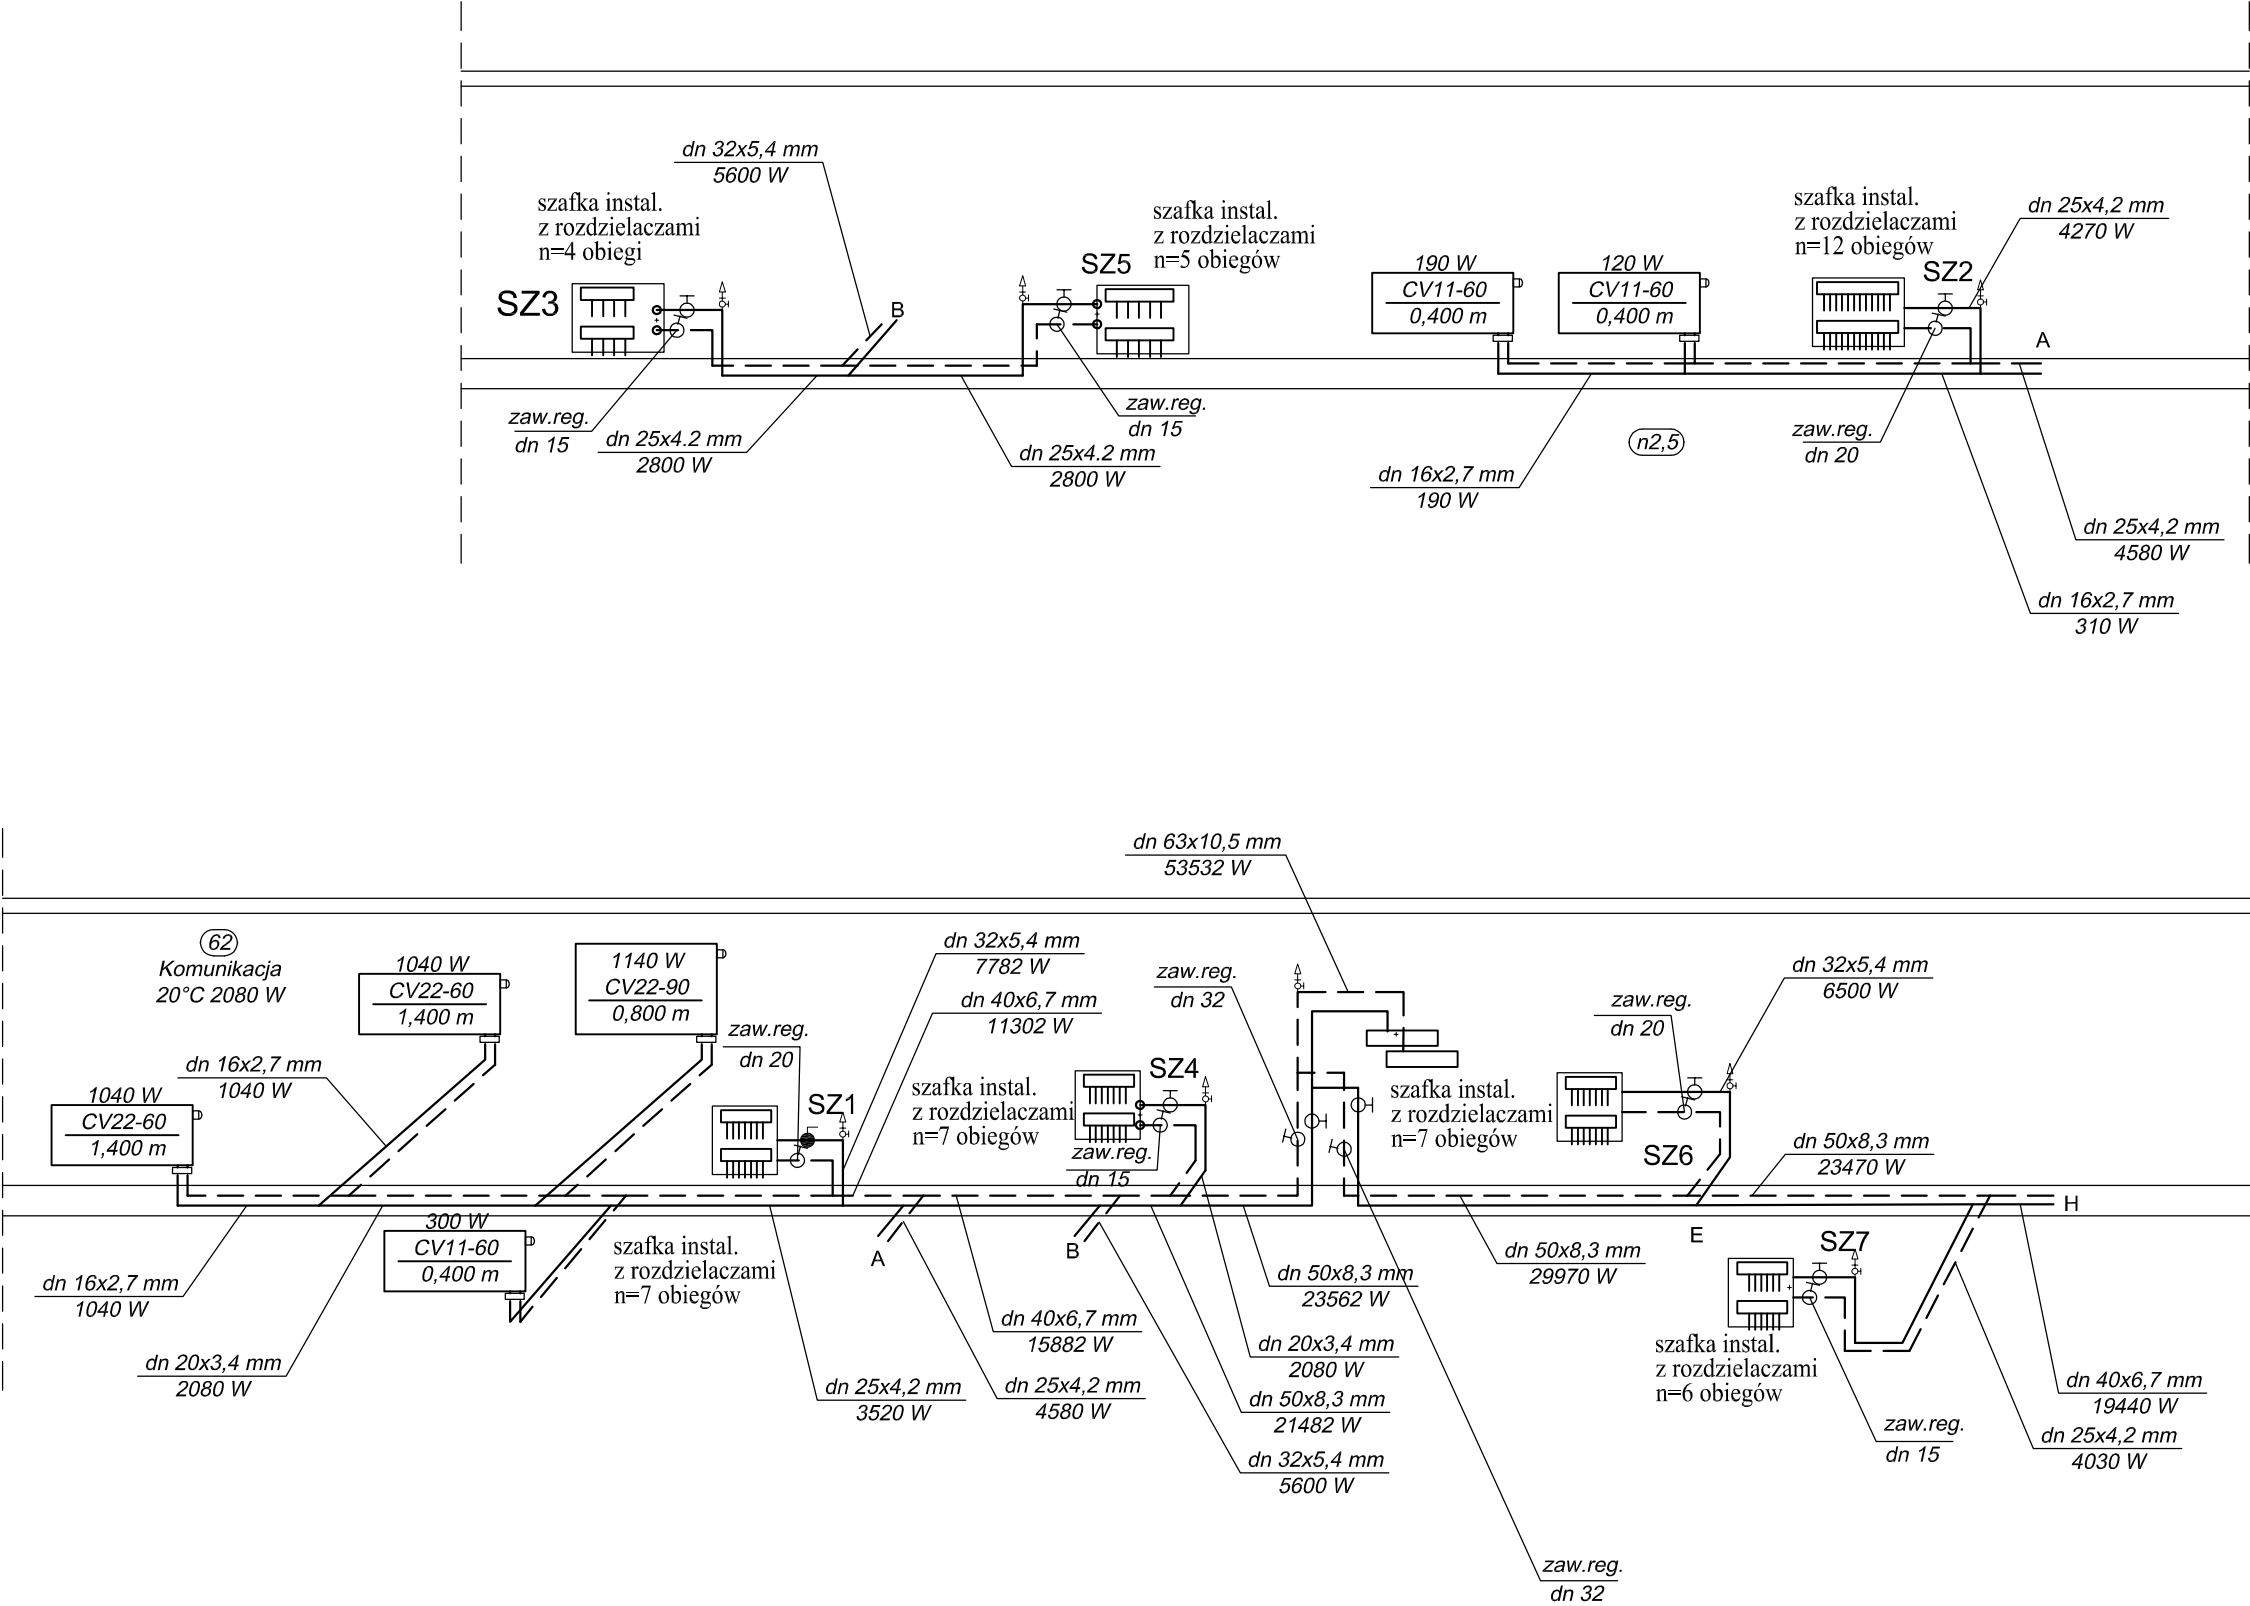 dn 32x5,4 mm
5600 W
szafka instal.
z rozdzielaczami
n=4 obiegi
SZ3
B
SZ5
szafka instal.
z rozdzielaczami
n=5 obiegów
190 W
CV11-60
0,400 m
120 W
CV11-60
0,400 m
szafka instal.
z rozdzielaczami
n=12 obiegów
SZ2
dn 25x4,2 mm
4270 W
A
zaw.reg.
dn 15
dn 25x4.2 mm
2800 W
zaw.reg.
dn 15
dn 25x4.2 mm
2800 W
dn 16x2,7 mm
190 W
n2,5
zaw.reg.
dn 20
dn 25x4,2 mm
4580 W
dn 16x2,7 mm
310 W
dn 63x10,5 mm
53532 W
62
Komunikacja
20°C 2080 W
1040 W
CV22-60
1,400 m
1140 W
CV22-90
0,800 m
dn 32x5,4 mm
7782 W
dn 40x6,7 mm
11302 W
zaw.reg.
dn 32
dn 32x5,4 mm
6500 W
zaw.reg.
dn 20
zaw.reg.
dn 20
dn 16x2,7 mm
1040 W
1040 W
CV22-60
1,400 m
SZ1
szafka instal.
z rozdzielaczami
n=7 obiegów
SZ4
zaw.reg.
dn 15
szafka instal.
z rozdzielaczami
n=7 obiegów
SZ6
dn 50x8,3 mm
23470 W
H
E
A
B
300 W
CV11-60
0,400 m
szafka instal.
z rozdzielaczami
n=7 obiegów
dn 16x2,7 mm
1040 W
dn 20x3,4 mm
2080 W
dn 25x4,2 mm
3520 W
dn 40x6,7 mm
15882 W
dn 25x4,2 mm
4580 W
dn 50x8,3 mm
23562 W
dn 20x3,4 mm
2080 W
dn 50x8,3 mm
21482 W
dn 32x5,4 mm
5600 W
dn 50x8,3 mm
29970 W
SZ7
szafka instal.
z rozdzielaczami
n=6 obiegów
zaw.reg.
dn 15
dn 40x6,7 mm
19440 W
dn 25x4,2 mm
4030 W
zaw.reg.
dn 32